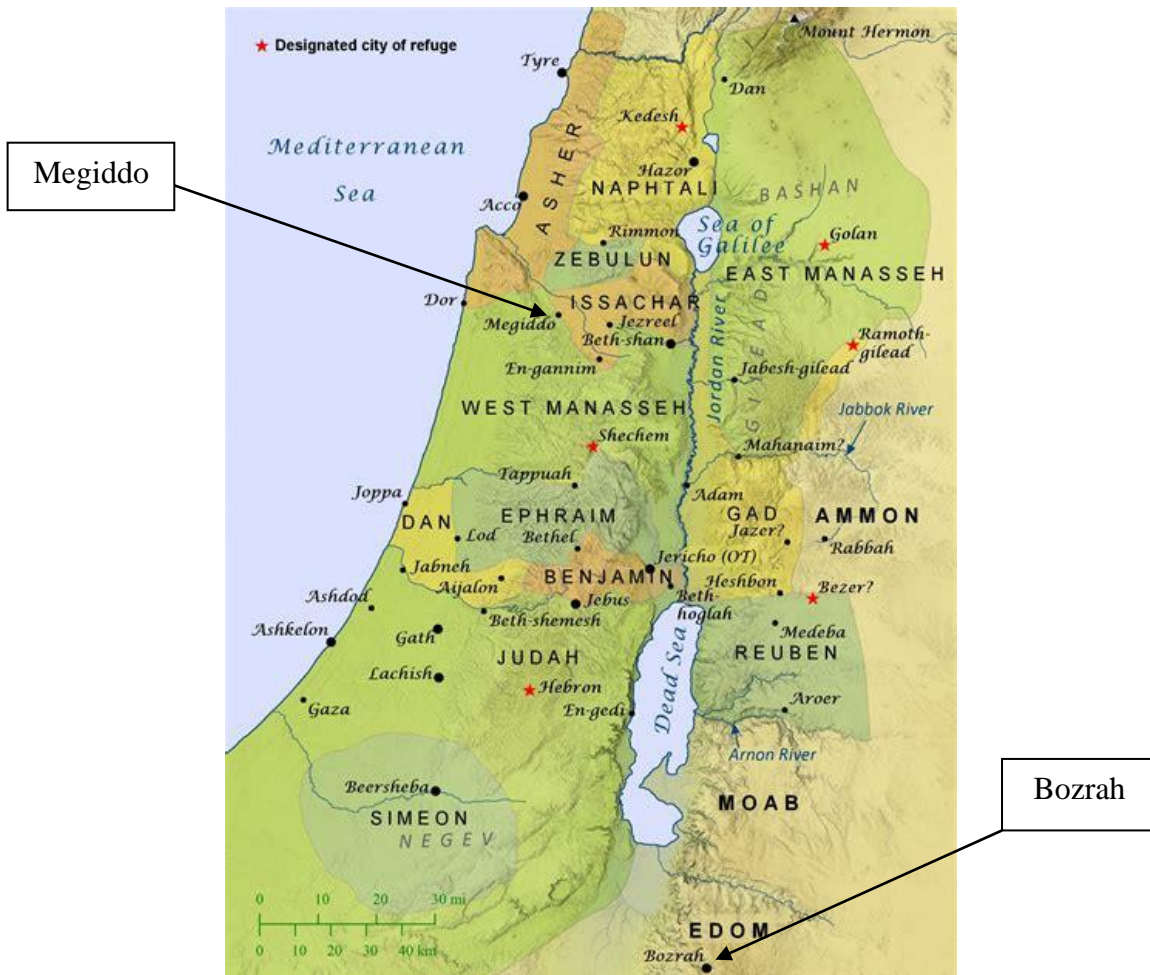 Designated city of refuge
Mount Hermon
Tyre
Dan
Kedesh
Mediterranean
Sea
ASHER
Megiddo
Hazor
NAPHTALI
BASHAN
Acco
Rimmon
Sea of
Galilee
Golan
ZEBULUN
EAST MANASSEH
Dor
ISSACHAR
Megiddo
Jezreel
Beth-shan
Jordan River
GILEAD
Ramoth-
gilead
En-gannim
Jabesh-gilead
WEST MANASSEH
Jabbok River
Shechem
Mahanaim?
Tappuah
Joppa
Adam
DAN
EPHRAIM
GAD
AMMON
Lod
Bethel
Jazer?
Rabbah
Jericho (OT)
Jabneh
Aijalon
BENJAMIN
Heshbon
Bezer?
Ashdod
Jebus
Beth-
hoglah
Beth-shemesh
Ashkelon
Gath
Medeba
JUDAH
REUBEN
Lachish
Hebron
Dead Sea
Gaza
En-gedi
Aroer
Arnon River
Beersheba
MOAB
Bozrah
SIMEON
NEGEV
0 10 20 30 mi
0 10 20 30 40 km
EDOM
Bozrah